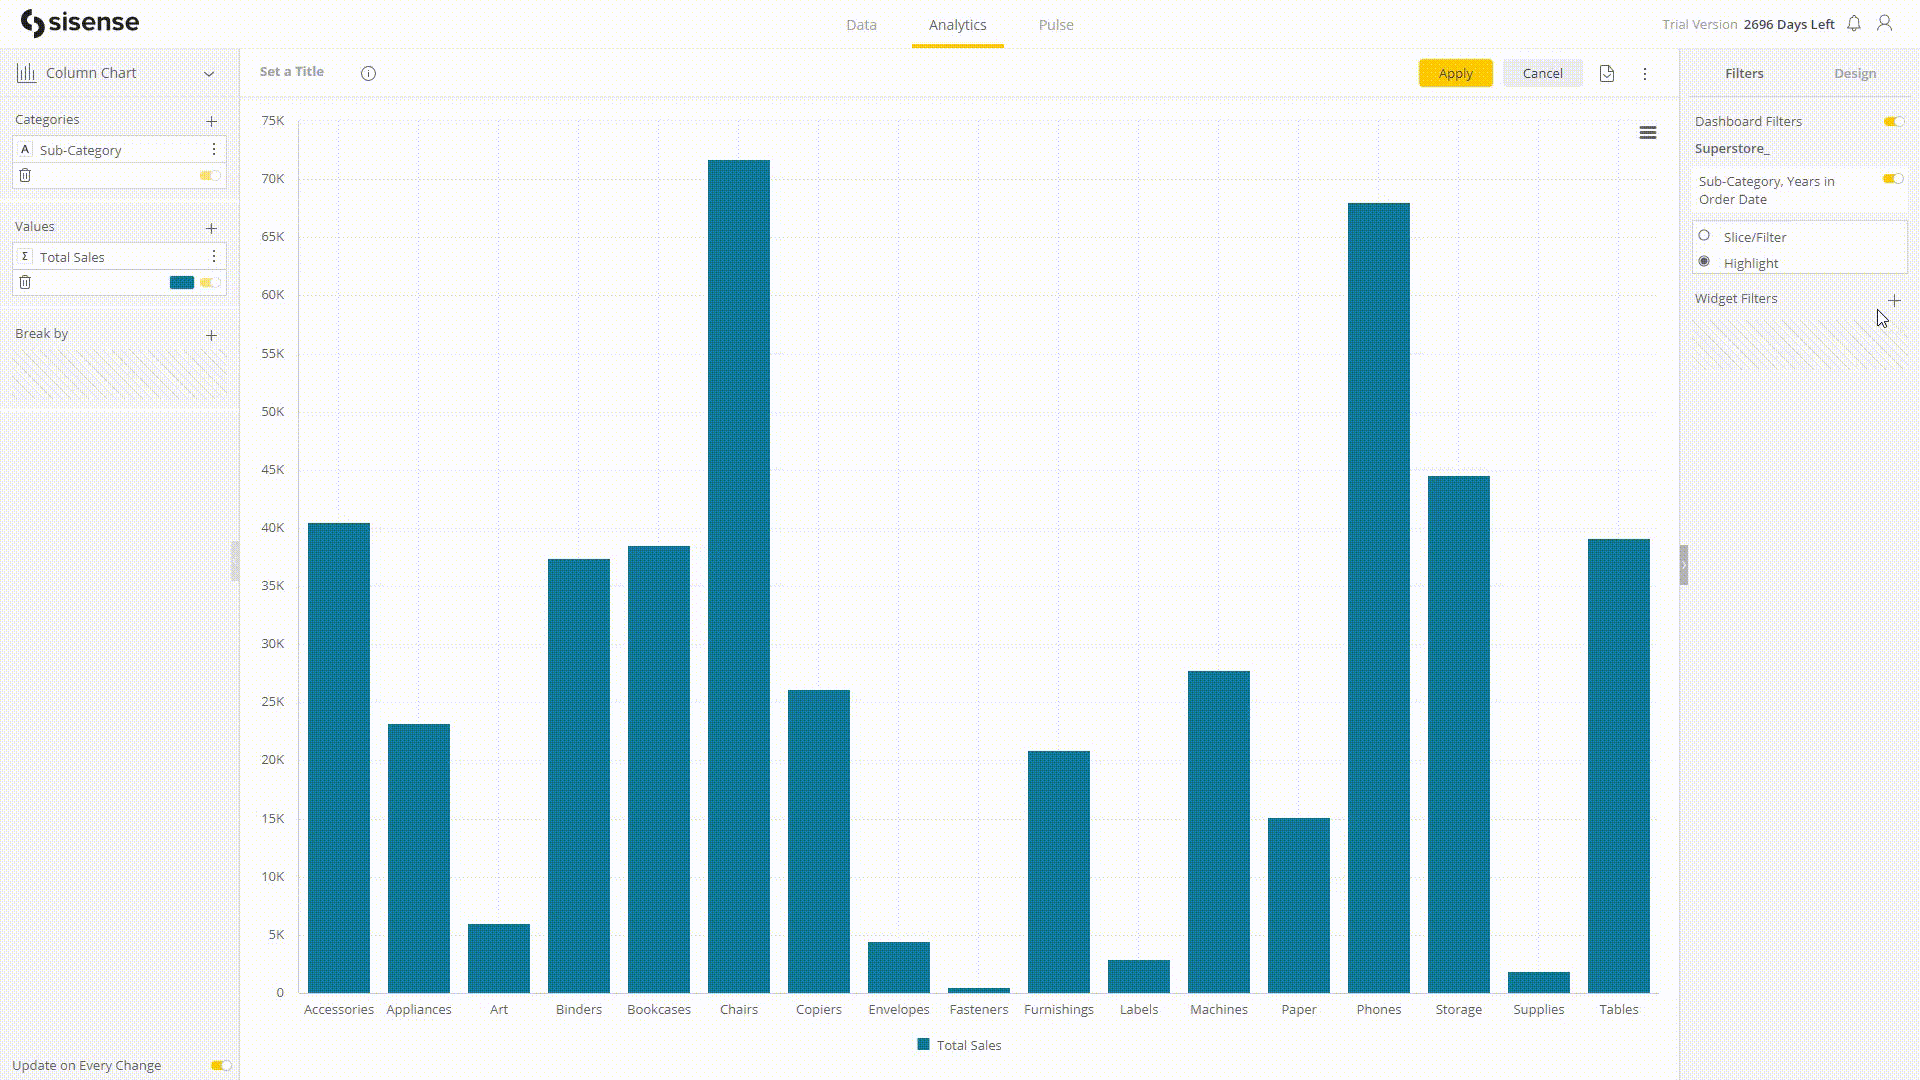 sisense
Data
Analytics
Pulse
Trial Version 2696 Days Left
Column Chart
Set a Title
Apply
Cancel
Filters
Design
Categories
A Sub-Category
Values
Σ Total Sales
Break by
Update on Every Change
75K
70K
65K
60K
55K
50K
45K
40K
35K
30K
25K
20K
15K
10K
5K
0
Accessories Appliances Art Binders Bookcases Chairs Copiers Envelopes Fasteners Furnishings Labels Machines Paper Phones Storage Supplies Tables
Total Sales
Dashboard Filters
Superstore_
Sub-Category, Years in
Order Date
Slice/Filter
Highlight
Widget Filters